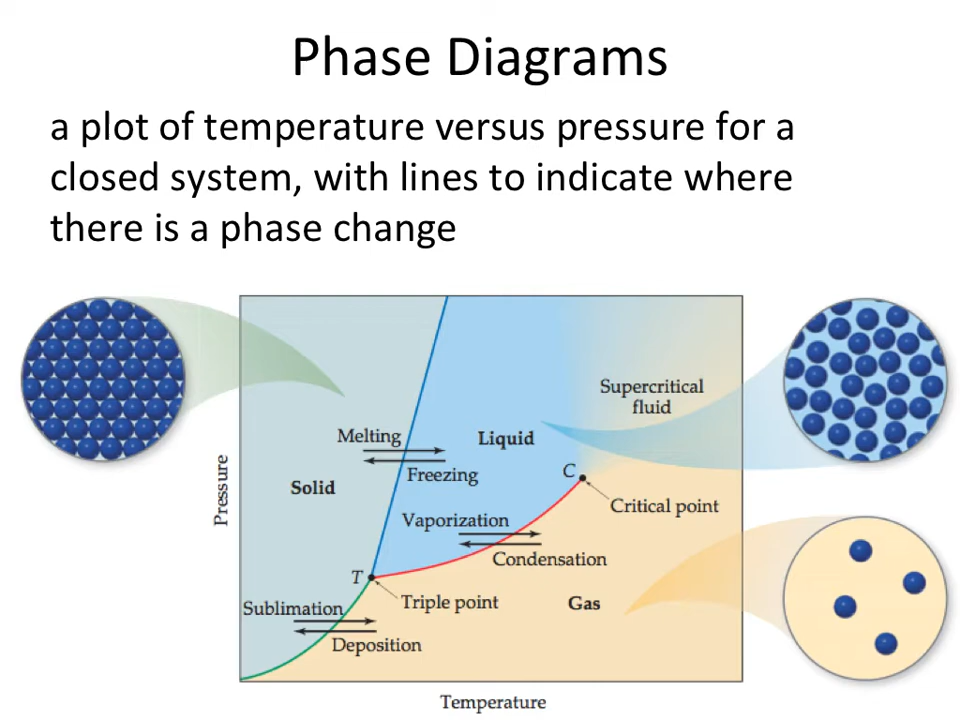 Phase Diagrams
a plot of temperature versus pressure for a
closed system, with lines to indicate where
there is a phase change
Supercritical
fluid
Melting
Liquid
Freezing
Solid
C
Critical point
Pressure
Vaporization
Condensation
T
Triple point
Gas
Sublimation
Deposition
Temperature